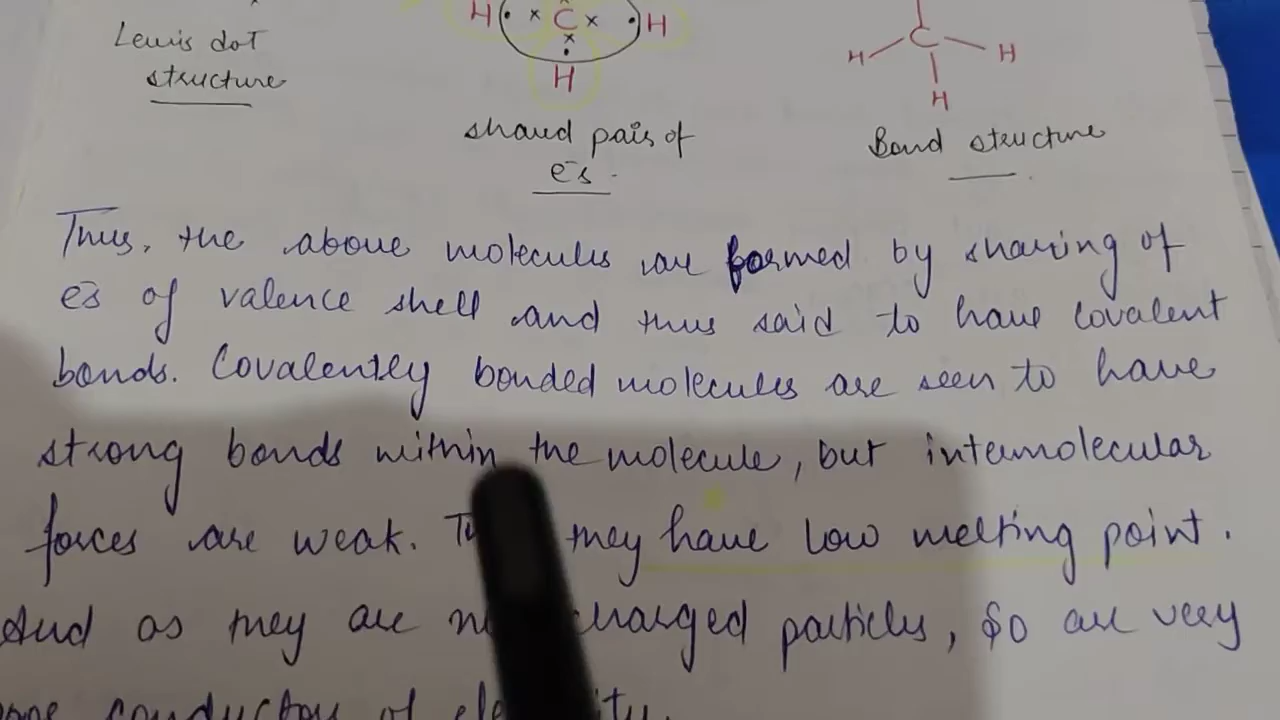 Lewis dot
structure
H C H
H
shared pairs of
e⁻s
C
H H
H
Bond structure
Thus, the above molecules are formed by sharing of
e⁻s of valence shell and thus said to have covalent
bonds. Covalently bonded molecules are seen to have
strong bonds within the molecule, but intermolecular
forces are weak. they have low melting point.
And as they are charged particles, so are very
conductors of